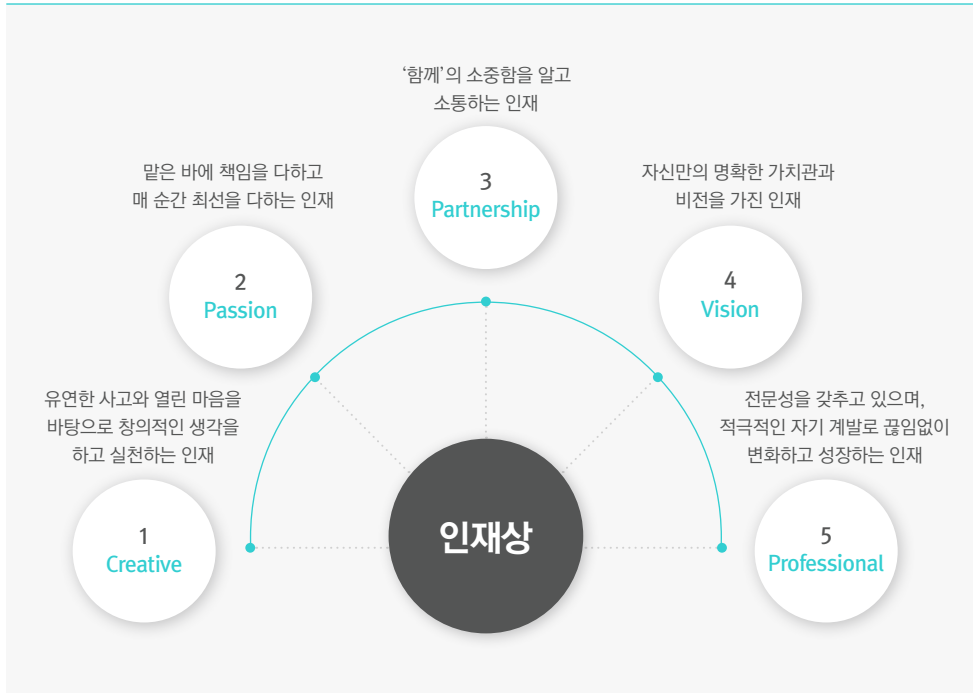 유연한 사고와 열린 마음을
바탕으로 창의적인 생각을
하고 실천하는 인재
1
Creative
맡은 바에 책임을 다하고
매 순간 최선을 다하는 인재
2
Passion
‘함께’의 소중함을 알고
소통하는 인재
3
Partnership
자신만의 명확한 가치관과
비전을 가진 인재
4
Vision
전문성을 갖추고 있으며,
적극적인 자기 계발로 끊임없이
변화하고 성장하는 인재
5
Professional
인재상